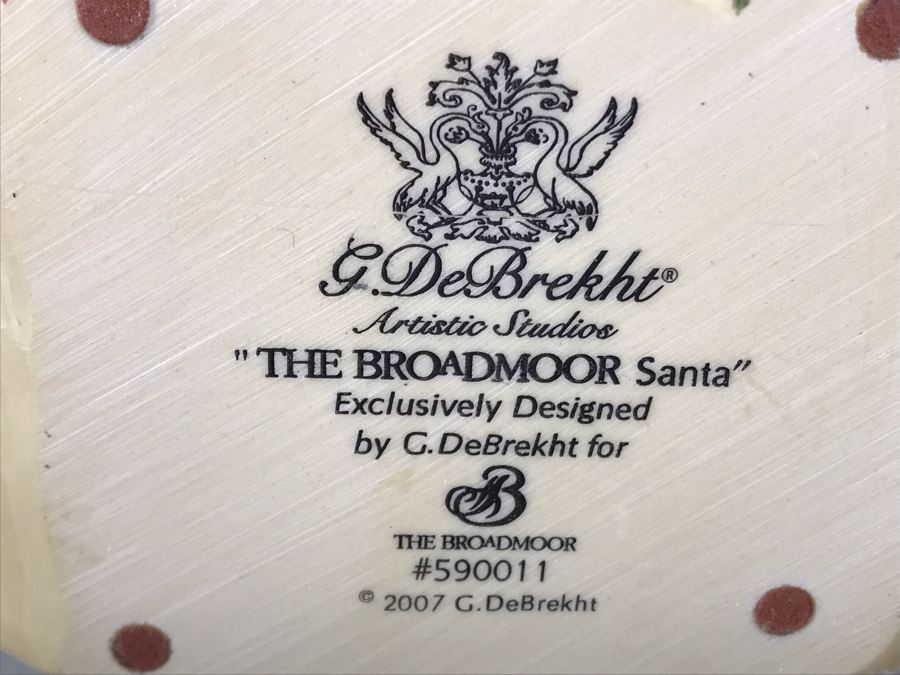 G.DeBrekht®
Artistic Studios
"THE BROADMOOR Santa"
Exclusively Designed
by G.DeBrekht for
B
THE BROADMOOR
#590011
© 2007 G.DeBrekht